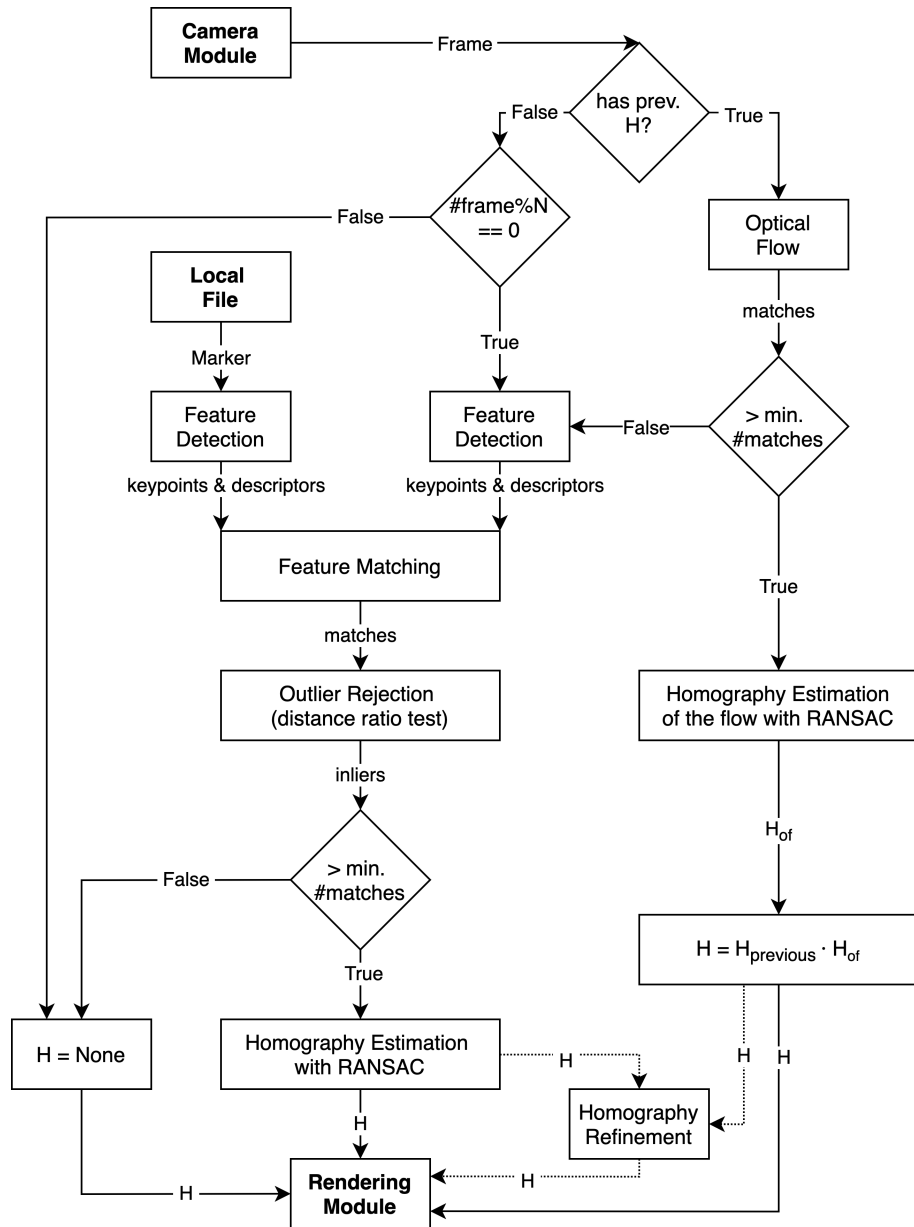 Camera
Module
Frame
has prev.
H?
False
True
#frame%N
== 0
False
Optical
Flow
Local
File
matches
True
Marker
Feature
Detection
Feature
Detection
False
> min.
#matches
keypoints & descriptors
keypoints & descriptors
Feature Matching
True
matches
Outlier Rejection
(distance ratio test)
Homography Estimation
of the flow with RANSAC
inliers
H_of
> min.
#matches
False
H = H_previous · H_of
True
H = None
Homography Estimation
with RANSAC
H
H
H
Homography
Refinement
H
Rendering
Module
H
H